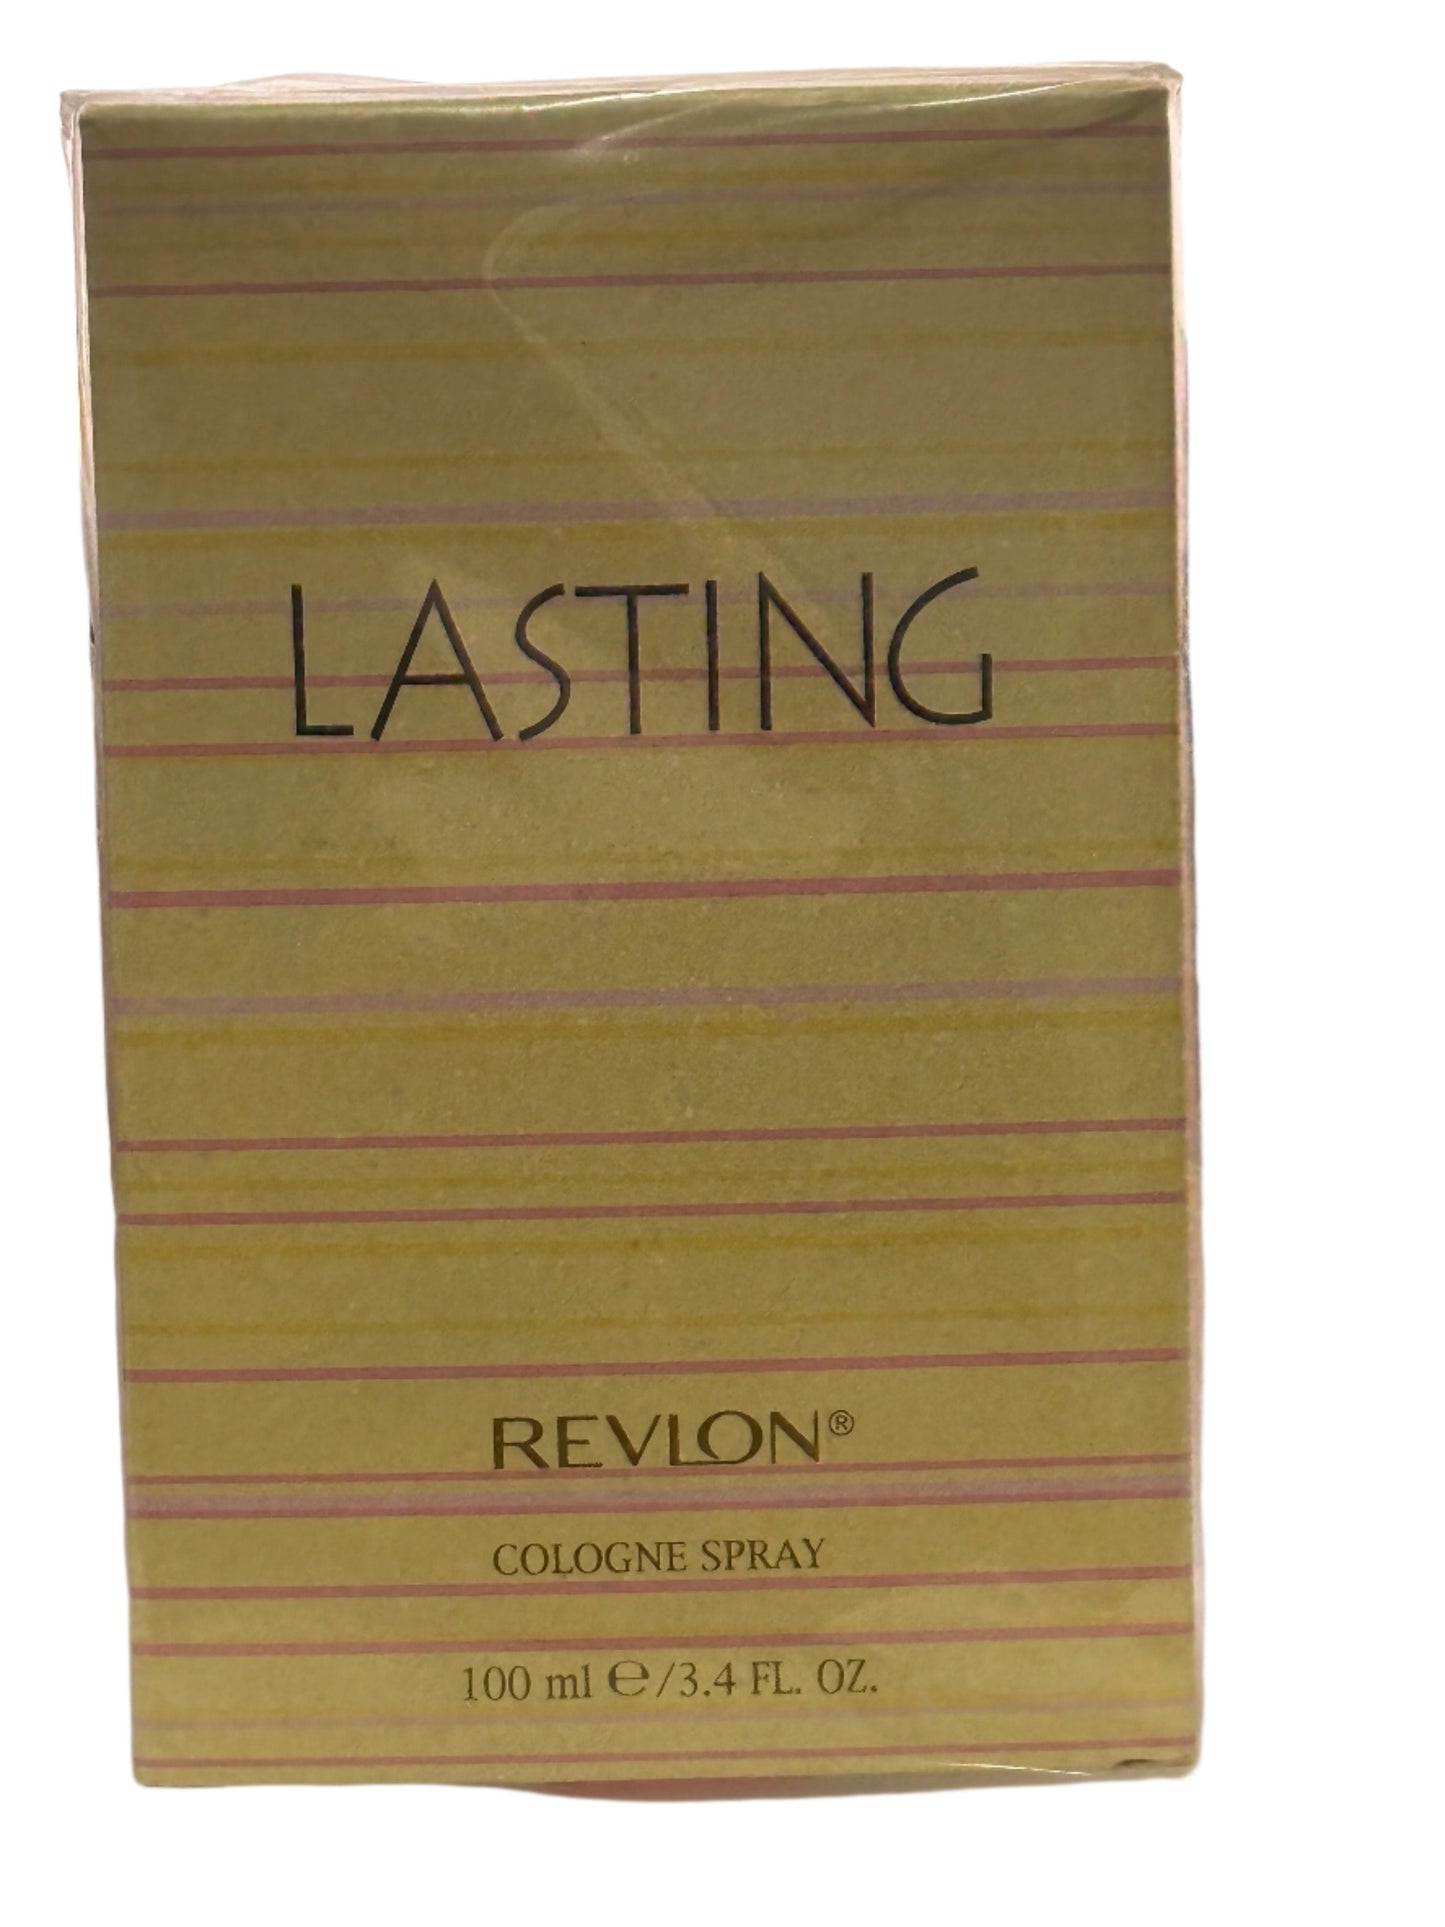 LASTING
REVLON®
COLOGNE SPRAY
100 ml ℮/3.4 FL. OZ.